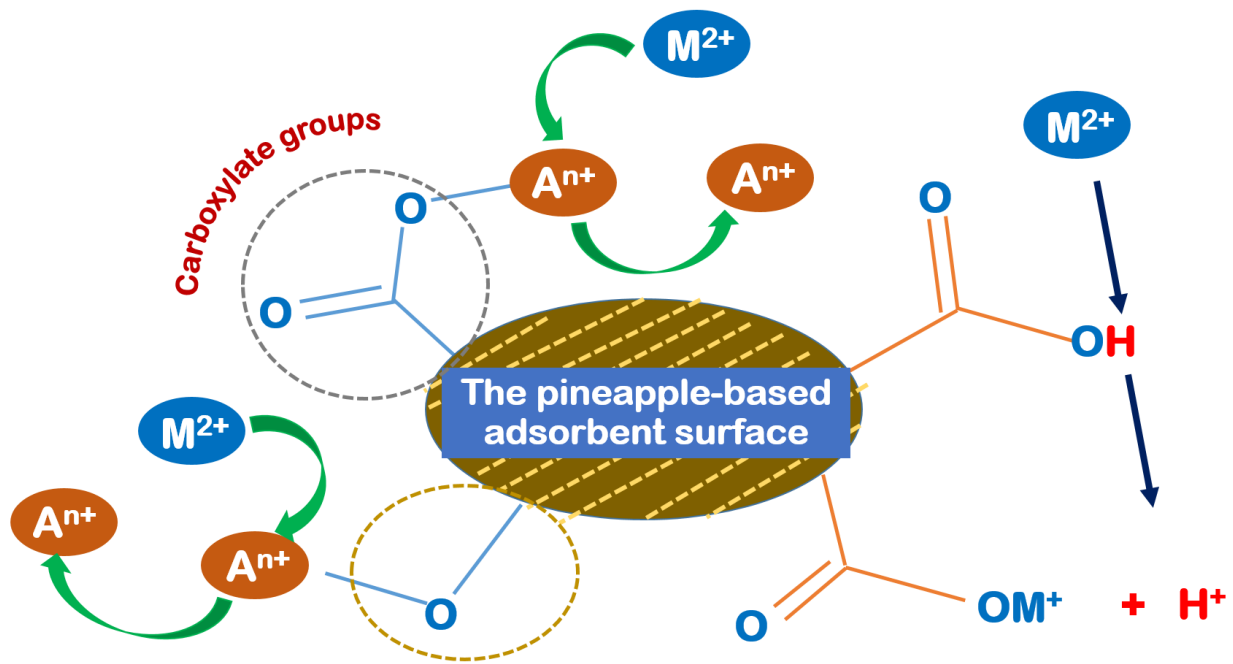 M²⁺
M²⁺
Carboxylate groups
Aⁿ⁺
Aⁿ⁺
O
O
O
OH
The pineapple-based
adsorbent surface
M²⁺
Aⁿ⁺
Aⁿ⁺
O
O
OM⁺ + H⁺